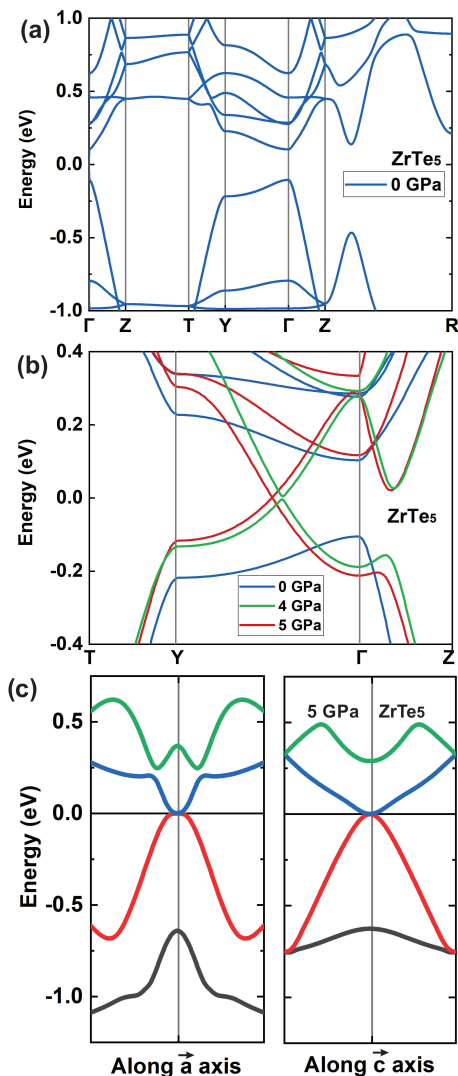 (a)
1.0
0.5
0.0
-0.5
-1.0
Energy (eV)
ZrTe5
0 GPa
Γ Z T Y Γ Z R
(b)
0.4
0.2
0.0
-0.2
-0.4
Energy (eV)
ZrTe5
0 GPa
4 GPa
5 GPa
T Y Γ Z
(c)
0.5
0.0
-0.5
-1.0
Energy (eV)
5 GPa ZrTe5
Along a axis
Along c axis